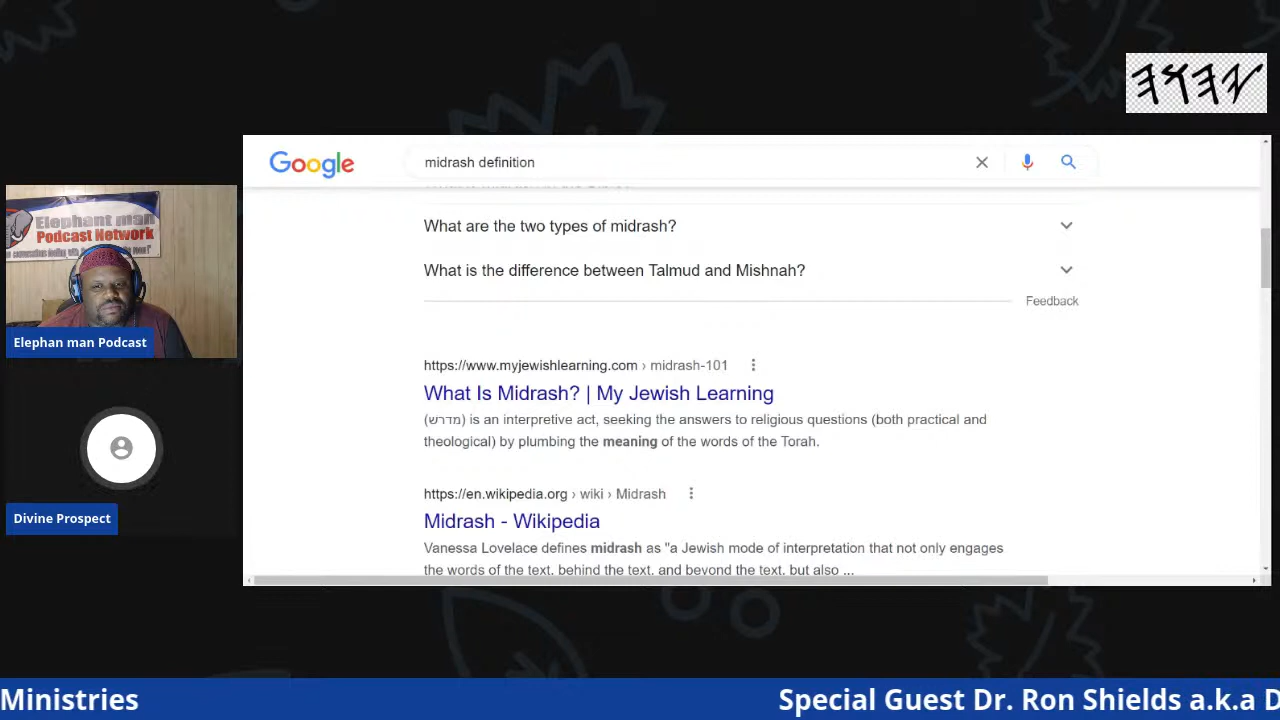 𐤉𐤄𐤅𐤄
Google
midrash definition
What are the two types of midrash?
What is the difference between Talmud and Mishnah?
Feedback
https://www.myjewishlearning.com › midrash-101
What Is Midrash? | My Jewish Learning
(מדרש) is an interpretive act, seeking the answers to religious questions (both practical and
theological) by plumbing the meaning of the words of the Torah.
https://en.wikipedia.org › wiki › Midrash
Midrash - Wikipedia
Vanessa Lovelace defines midrash as "a Jewish mode of interpretation that not only engages
the words of the text, behind the text, and beyond the text, but also ...
Elephant man
Podcast Network
Elephan man Podcast
Divine Prospect
Ministries
Special Guest Dr. Ron Shields a.k.a D